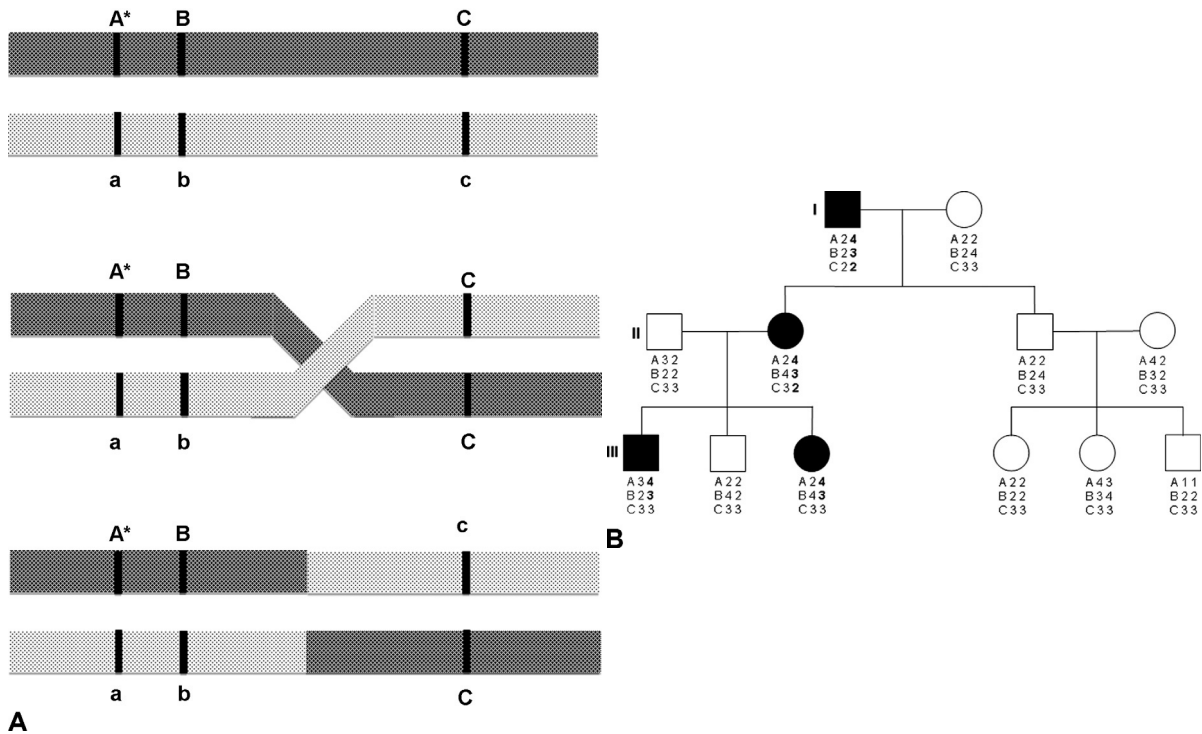 A* B C
a b c
A* B C
a b C
A* B c
a b C
A
I
A 2 4
B 2 3
C 2 2
A 2 2
B 2 4
C 3 3
II
A 3 2
B 2 2
C 3 3
A 2 4
B 4 3
C 3 2
A 2 2
B 2 4
C 3 3
A 4 2
B 3 2
C 3 3
III
A 3 4
B 2 3
C 3 3
A 2 2
B 4 2
C 3 3
A 2 4
B 4 3
C 3 3
A 2 2
B 2 2
C 3 3
A 4 3
B 3 4
C 3 3
A 1 1
B 2 2
C 3 3
B